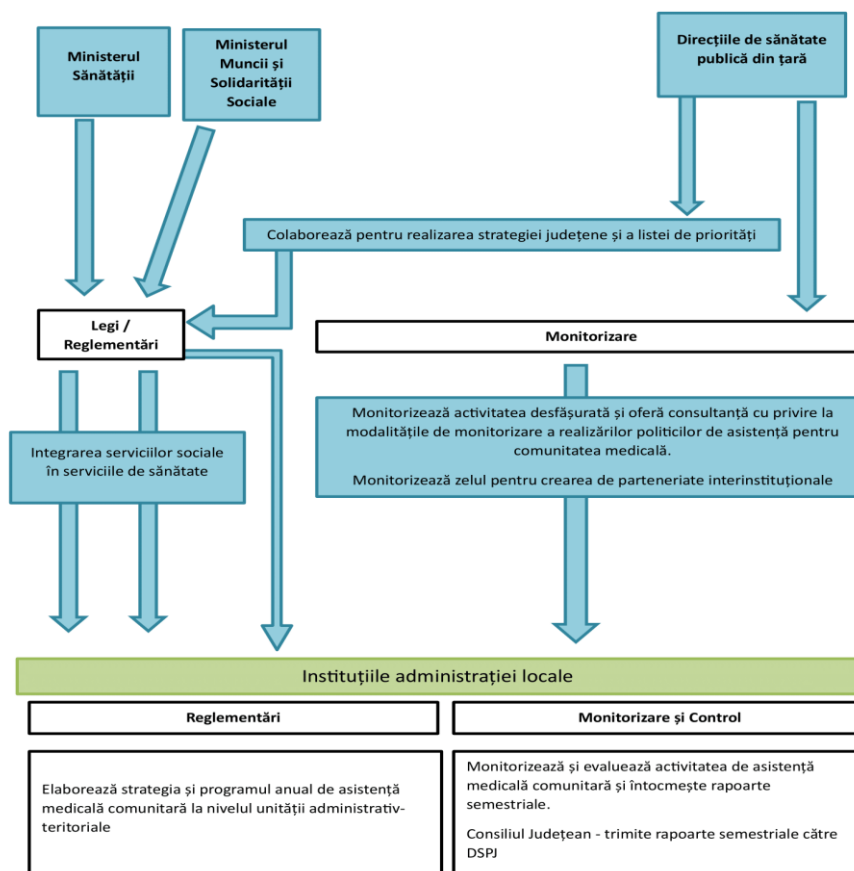 Ministerul
Sănătății
Ministerul
Muncii și
Solidarității
Sociale
Direcțiile de sănătate
publică din țară
Colaborează pentru realizarea strategiei județene și a listei de priorități
Legi /
Reglementări
Monitorizare
Integrarea serviciilor sociale
în serviciile de sănătate
Monitorizează activitatea desfășurată și oferă consultanță cu privire la
modalitățile de monitorizare a realizărilor politicilor de asistență pentru
comunitatea medicală.
Monitorizează zelul pentru crearea de parteneriate interinstituționale
Instituțiile administrației locale
Reglementări
Monitorizare și Control
Elaborează strategia și programul anual de asistență
medicală comunitară la nivelul unității administrativ-
teritoriale
Monitorizează și evaluează activitatea de asistență
medicală comunitară și întocmește rapoarte
semestriale.
Consiliul Județean - trimite rapoarte semestriale către
DSPJ